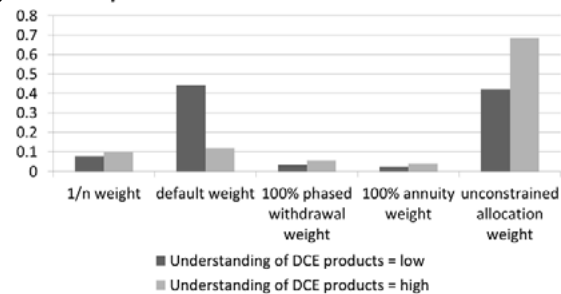 0.8
0.7
0.6
0.5
0.4
0.3
0.2
0.1
0
1/n weight default weight 100% phased 100% annuity unconstrained
withdrawal weight allocation
weight weight
Understanding of DCE products = low
Understanding of DCE products = high